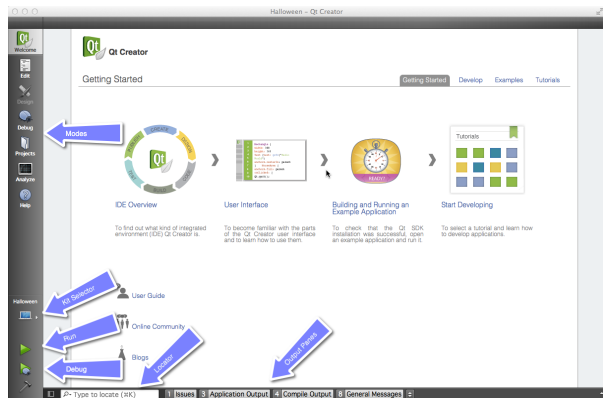 Halloween - Qt Creator
Qt
Welcome
Edit
Design
Debug
Projects
Analyze
Help
Modes
Qt Qt Creator
Getting Started
Getting Started Develop Examples Tutorials
CREATE
Qt
READY?
Tutorials
IDE Overview
To find out what kind of integrated
environment (IDE) Qt Creator is.
User Interface
To become familiar with the parts
of the Qt Creator user interface
and to learn how to use them.
Building and Running an
Example Application
To check that the Qt SDK
installation was successful, open
an example application and run it.
Start Developing
To select a tutorial and learn how
to develop applications.
User Guide
Online Community
Blogs
Halloween
Kit Selector
Run
Debug
Locator
Output Panes
Type to locate (⌘K)
1 Issues 3 Application Output 4 Compile Output 8 General Messages